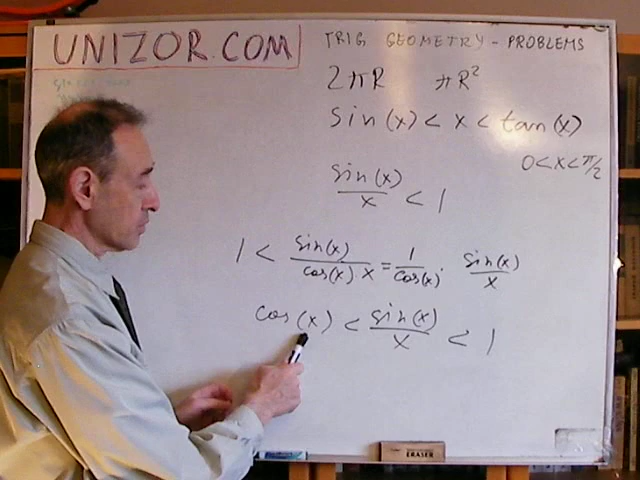 UNIZOR.COM
TRIG GEOMETRY - PROBLEMS
2πR πR²
sin(x) < x < tan(x)
0<x<π/2
sin(x)/x < 1
1 < sin(x)/cos(x) x = 1/cos(x) · sin(x)/x
cos(x) < sin(x)/x < 1
ERASER